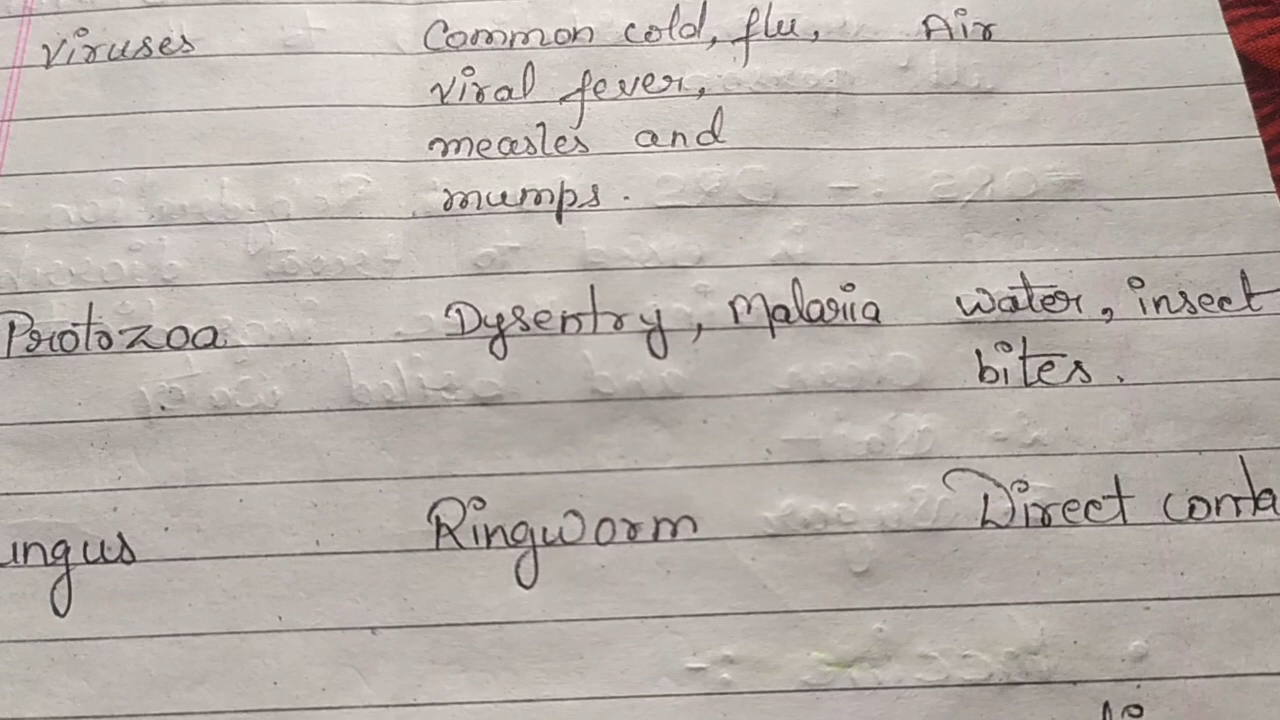 Viruses Common cold, flu, Air
viral fever,
measles and
mumps.
Protozoa Dysentry, Malaria water, insect
bites.
ungus Ringworm Direct conta